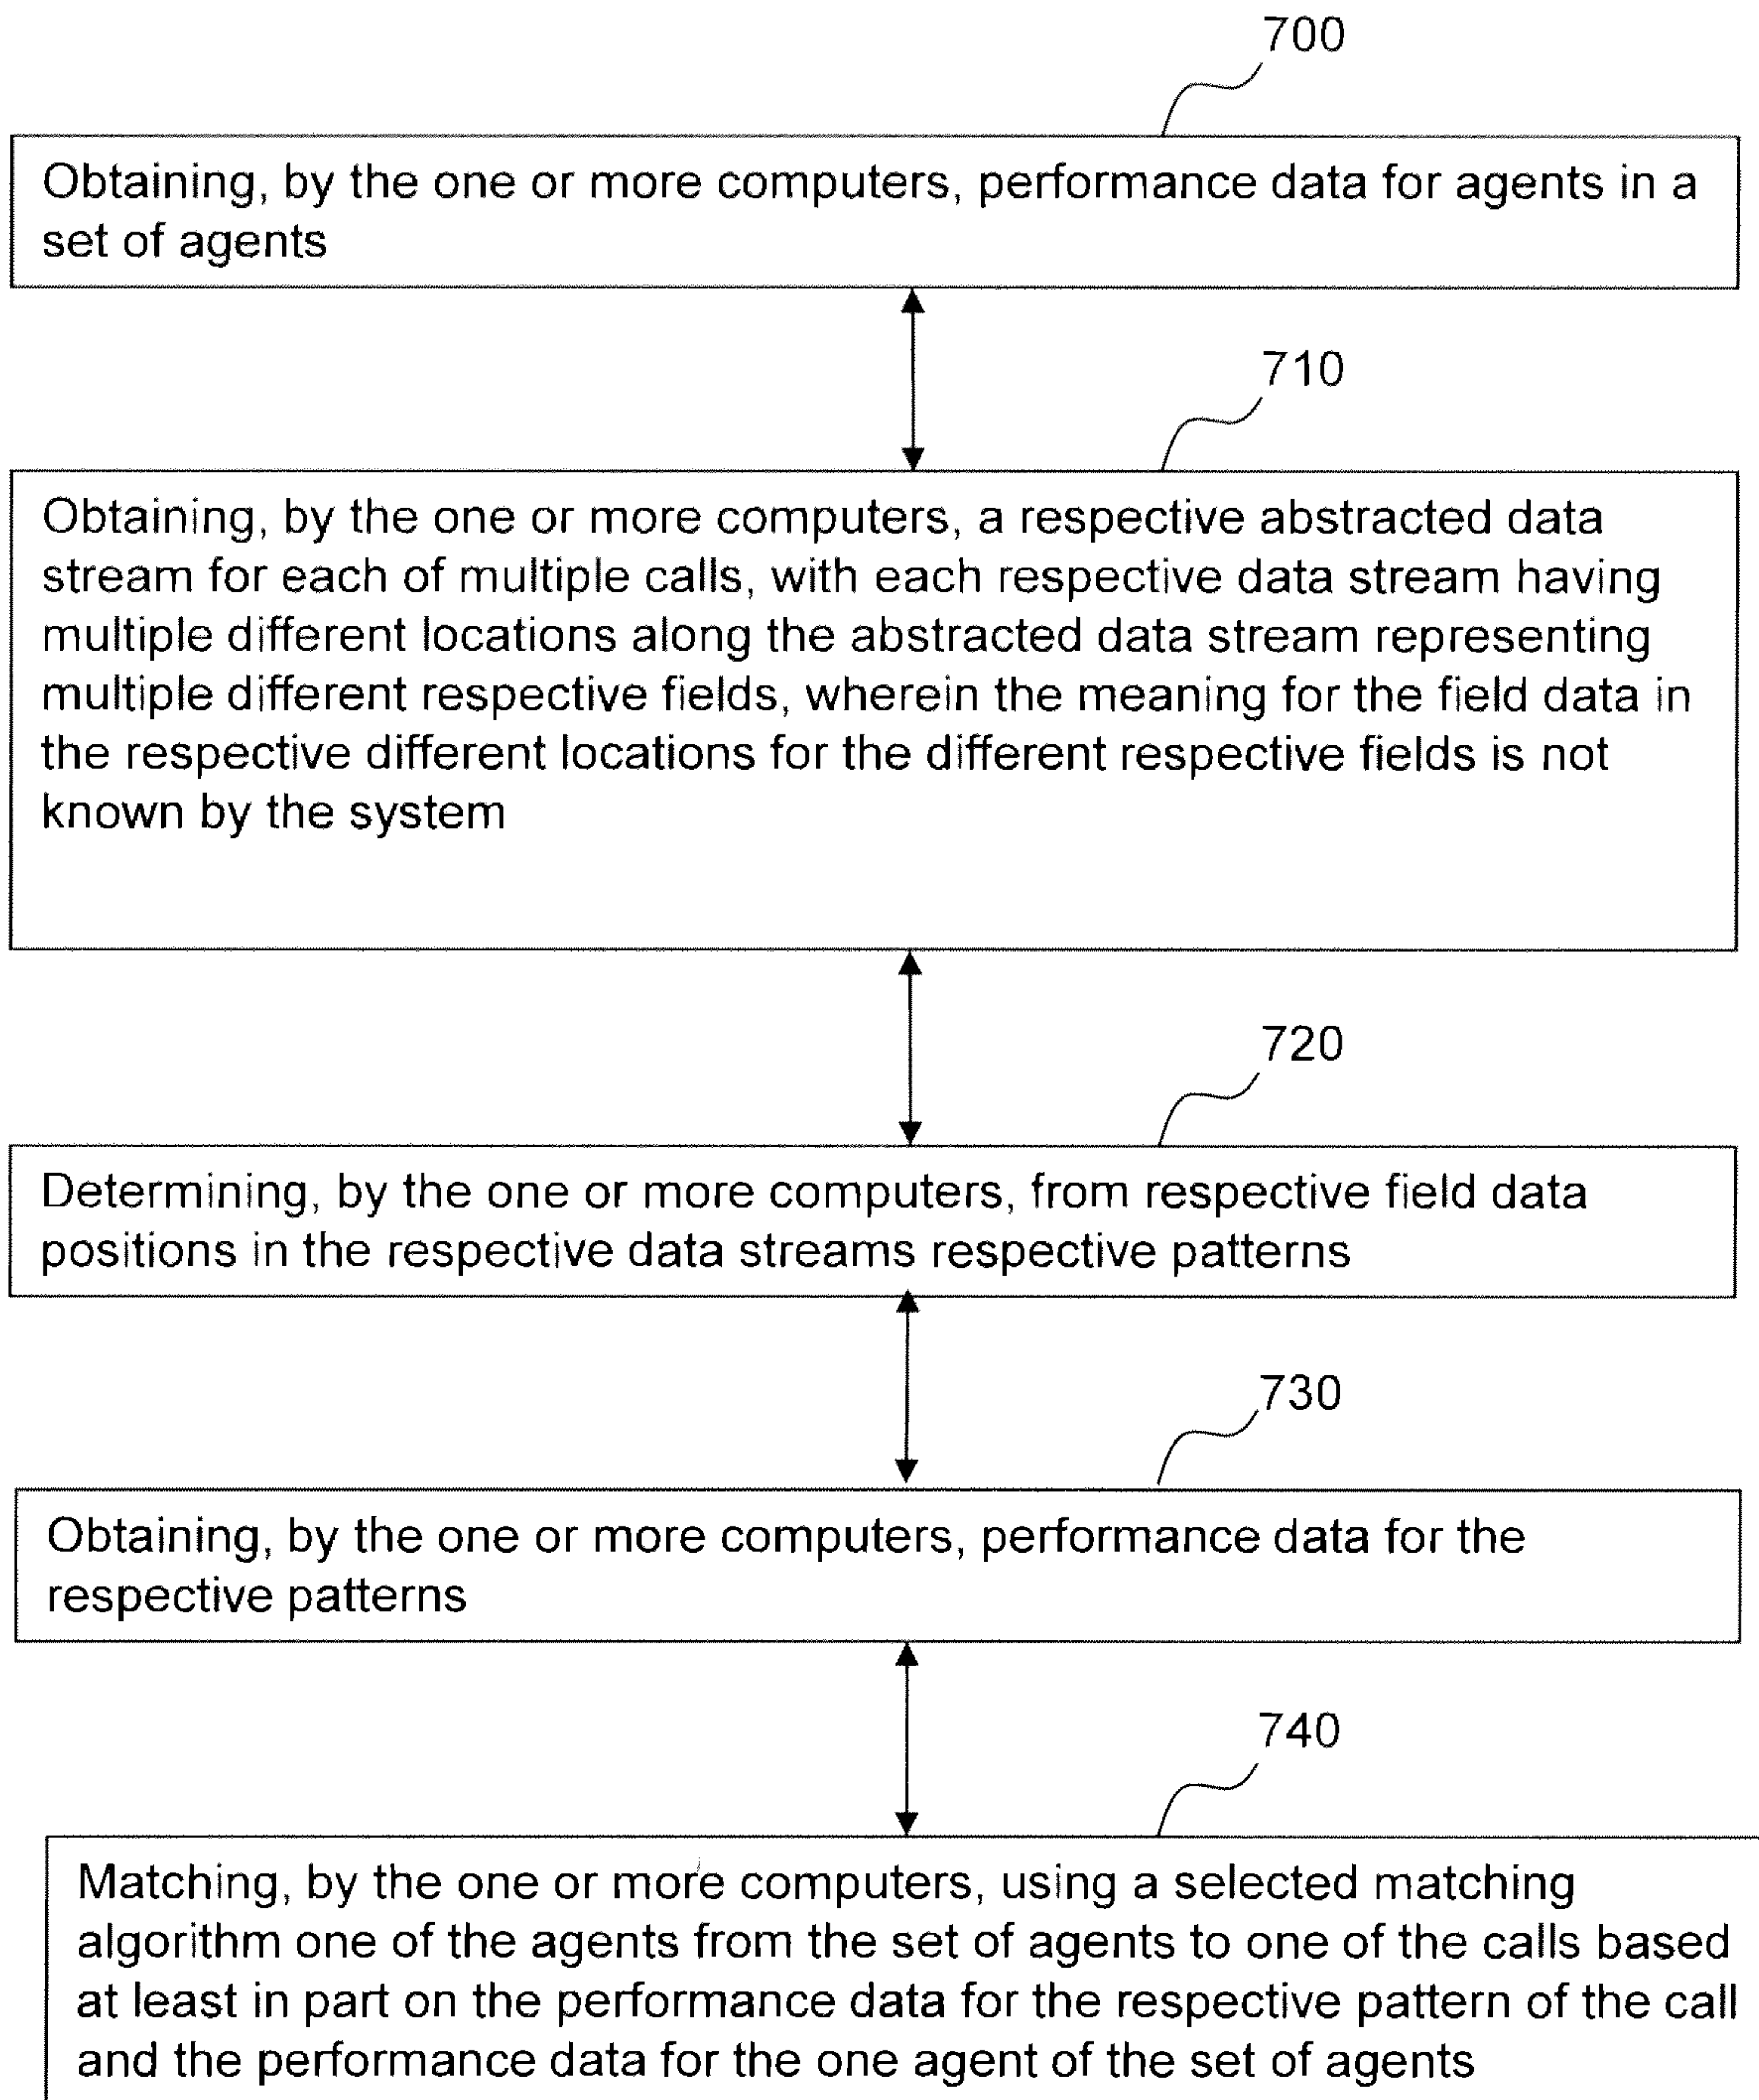 700
Obtaining, by the one or more computers, performance data for agents in a
set of agents
710
Obtaining, by the one or more computers, a respective abstracted data
stream for each of multiple calls, with each respective data stream having
multiple different locations along the abstracted data stream representing
multiple different respective fields, wherein the meaning for the field data in
the respective different locations for the different respective fields is not
known by the system
720
Determining, by the one or more computers, from respective field data
positions in the respective data streams respective patterns
730
Obtaining, by the one or more computers, performance data for the
respective patterns
740
Matching, by the one or more computers, using a selected matching
algorithm one of the agents from the set of agents to one of the calls based
at least in part on the performance data for the respective pattern of the call
and the performance data for the one agent of the set of agents